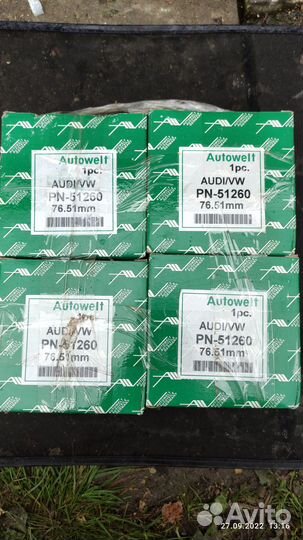 Autowelt
1pc.
AUDI/VW
PN-51260
76.51mm
Autowelt
1pc.
AUDI/VW
PN-51260
76.51mm
1pc.
AUDI/VW
PN-51260
76.51mm
Autowelt
1pc.
AUDI/VW
PN-51260
76.51mm
Avito
27.09.2022 13:16